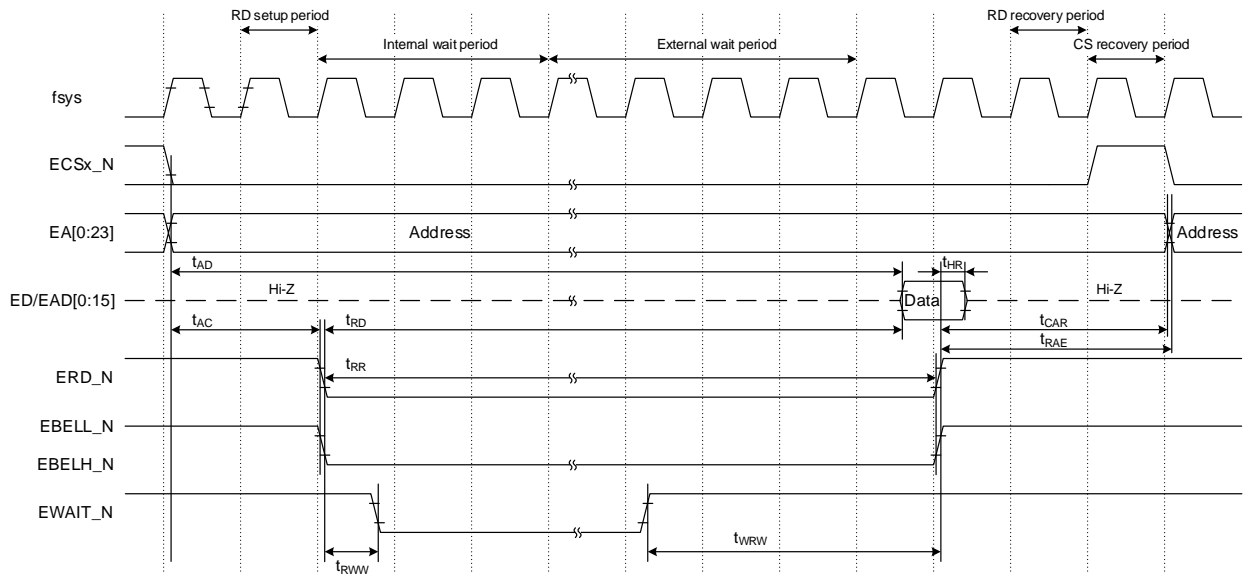 RD setup period
RD recovery period
Internal wait period
External wait period
CS recovery period
fsys
ECSx_N
EA[0:23]
Address
Address
tAD
tHR
ED/EAD[0:15]
Hi-Z
Data
Hi-Z
tAC
tRD
tCAR
tRAE
ERD_N
tRR
EBELL_N
EBELH_N
EWAIT_N
tRWW
tWRW